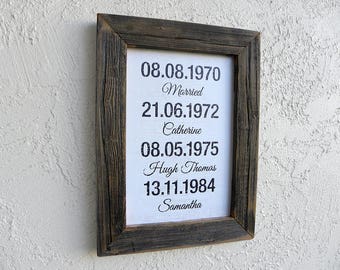 08.08.1970
Married
21.06.1972
Catherine
08.05.1975
Hugh Thomas
13.11.1984
Samantha